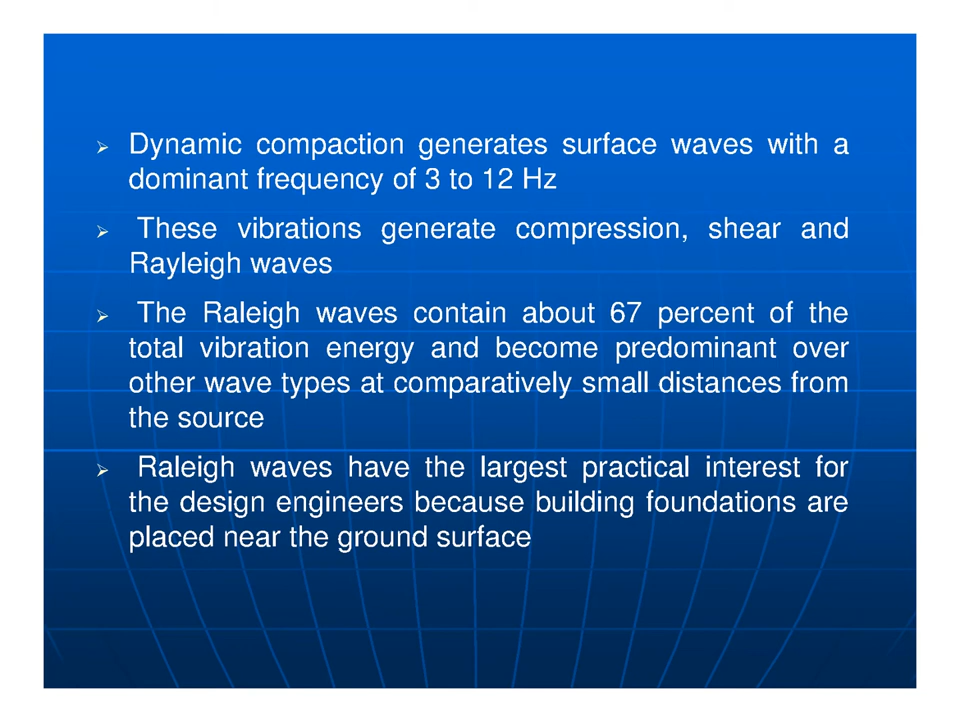 Dynamic compaction generates surface waves with a
dominant frequency of 3 to 12 Hz
These vibrations generate compression, shear and
Rayleigh waves
The Raleigh waves contain about 67 percent of the
total vibration energy and become predominant over
other wave types at comparatively small distances from
the source
Raleigh waves have the largest practical interest for
the design engineers because building foundations are
placed near the ground surface